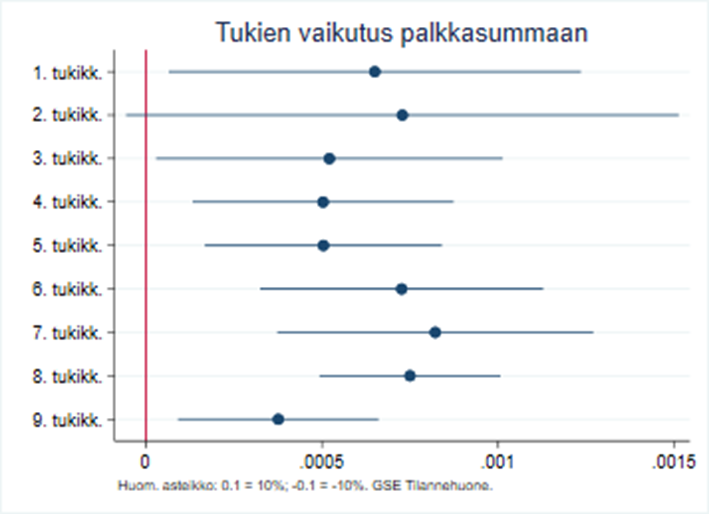 Tukien vaikutus palkkasummaan
1. tukikk.
2. tukikk.
3. tukikk.
4. tukikk.
5. tukikk.
6. tukikk.
7. tukikk.
8. tukikk.
9. tukikk.
0 .0005 .001 .0015
Huom. asteikko: 0.1 = 10%; -0.1 = -10%. GSE Tilannehuone.